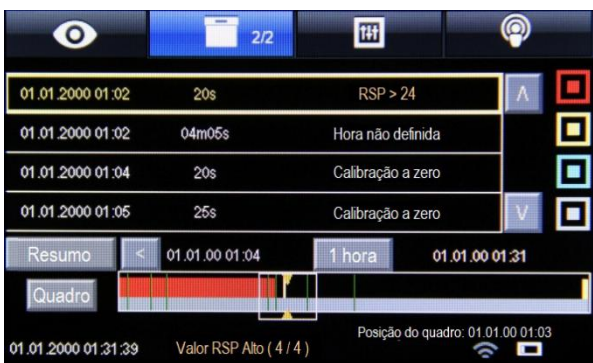 2/2
01.01.2000 01:02 20s RSP > 24
01.01.2000 01:02 04m05s Hora não definida
01.01.2000 01:04 20s Calibração a zero
01.01.2000 01:05 25s Calibração a zero
Resumo < 01.01.00 01:04 1 hora 01.01.00 01:31
Quadro
Posição do quadro: 01.01.00 01:03
01.01.2000 01:31:39 Valor RSP Alto ( 4 / 4 )